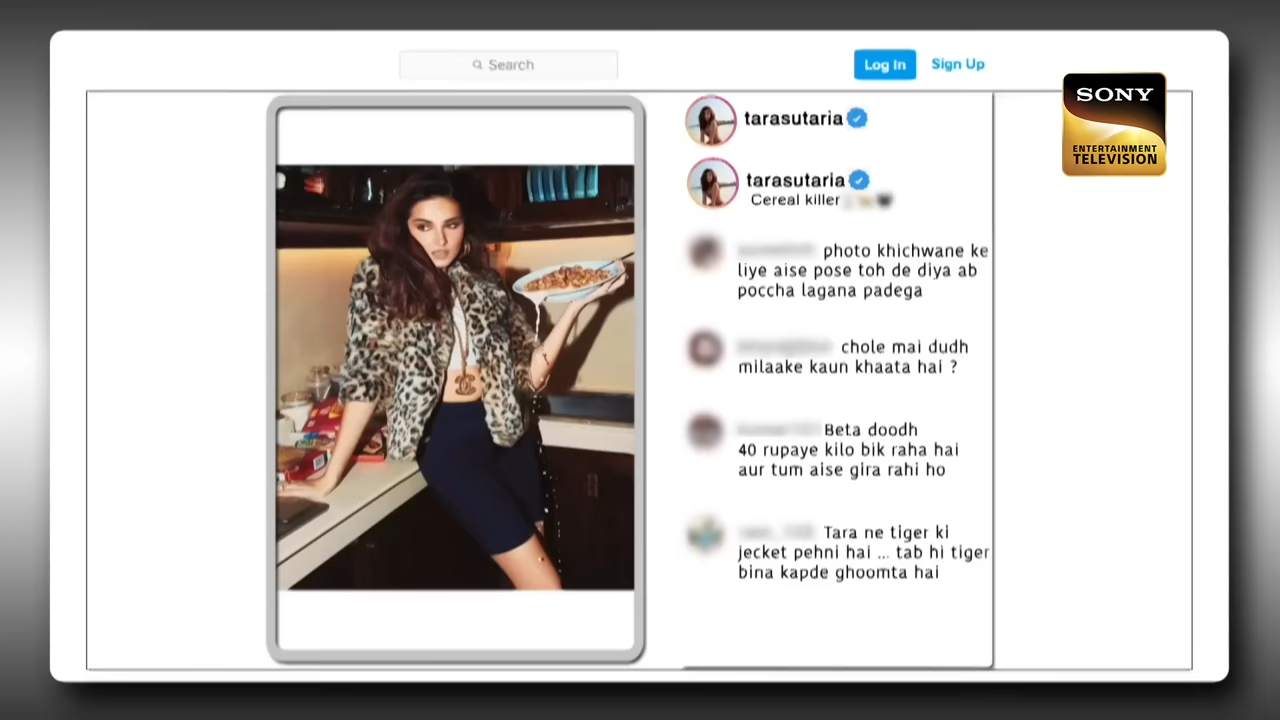 Search
Log In
Sign Up
SONY
ENTERTAINMENT
TELEVISION
tarasutaria
tarasutaria
Cereal killer
photo khichwane ke
liye aise pose toh de diya ab
poccha lagana padega
chole mai dudh
milaake kaun khaata hai ?
Beta doodh
40 rupaye kilo bik raha hai
aur tum aise gira rahi ho
Tara ne tiger ki
jecket pehni hai ... tab hi tiger
bina kapde ghoomta hai